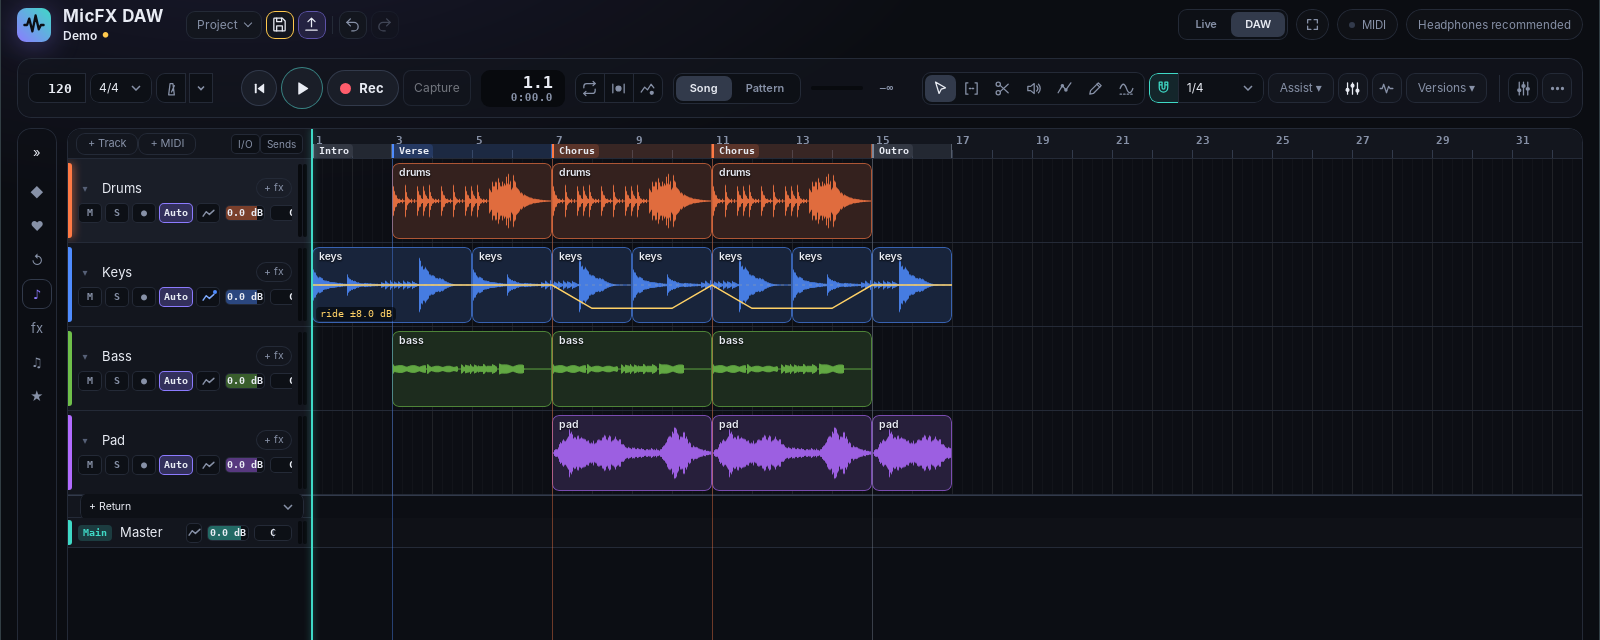 MicFX DAW
Demo
Project
Live
DAW
MIDI
Headphones recommended
120
4/4
Rec
Capture
1.1
0:00.0
Song
Pattern
-∞
1/4
Assist ▾
Versions ▾
+ Track
+ MIDI
I/O
Sends
1 3 5 7 9 11 13 15 17 19 21 23 25 27 29 31
Intro Verse Chorus Chorus Outro
Drums
+ fx
M S Auto 0.0 dB
drums drums drums
Keys
+ fx
M S Auto 0.0 dB
keys keys keys keys keys keys keys
ride ±8.0 dB
fx
Bass
+ fx
M S Auto 0.0 dB
bass bass bass
Pad
+ fx
M S Auto 0.0 dB
pad pad pad
+ Return
Main Master 0.0 dB C